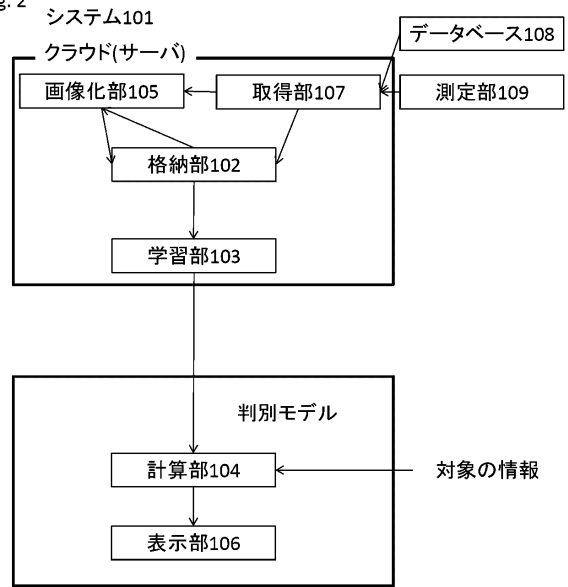 g. 2
システム101
データベース108
クラウド(サーバ)
画像化部105
取得部107
測定部109
格納部102
学習部103
判別モデル
計算部104
対象の情報
表示部106